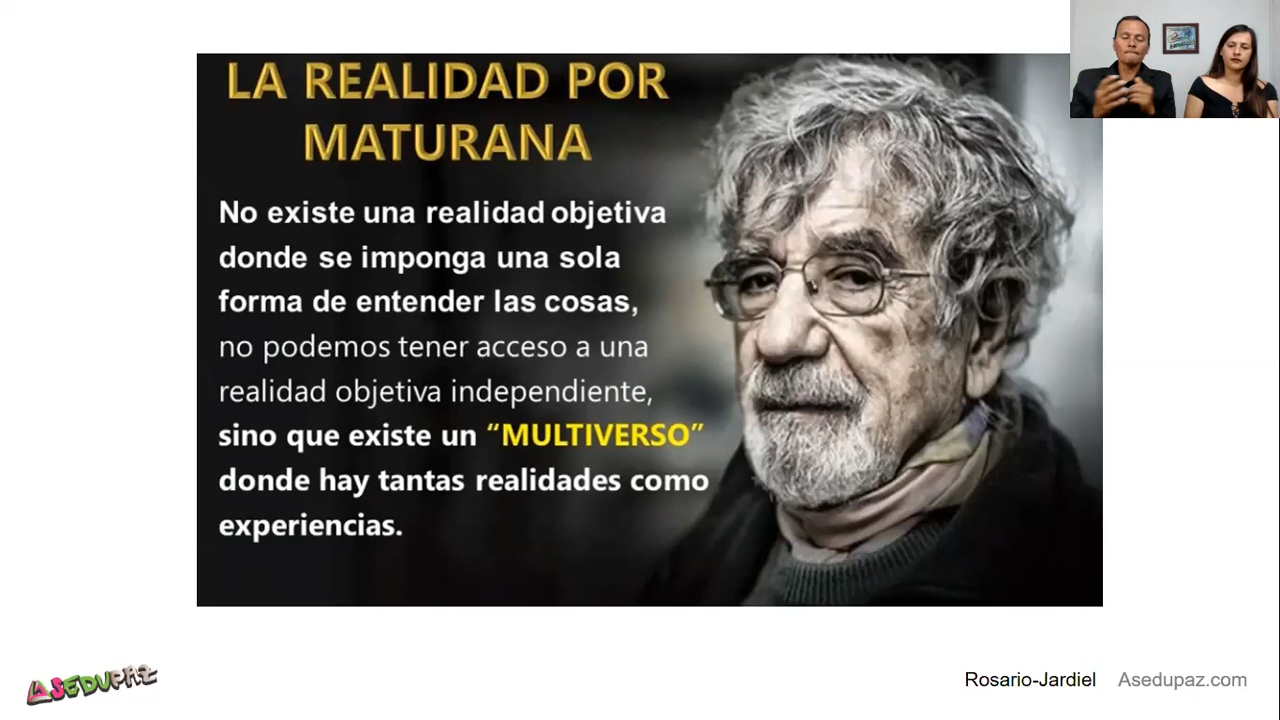 LA REALIDAD POR
MATURANA
No existe una realidad objetiva
donde se imponga una sola
forma de entender las cosas,
no podemos tener acceso a una
realidad objetiva independiente,
sino que existe un “MULTIVERSO”
donde hay tantas realidades como
experiencias.
ASEDUPAZ
Rosario-Jardiel Asedupaz.com